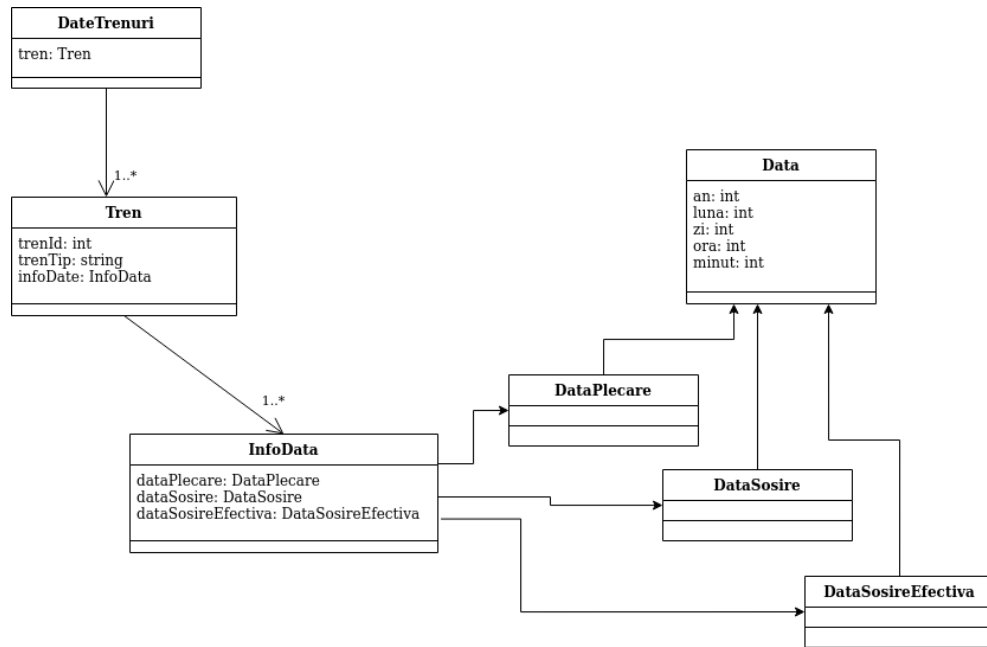 DateTrenuri
tren: Tren
1..*
Tren
trenId: int
trenTip: string
infoDate: InfoData
Data
an: int
luna: int
zi: int
ora: int
minut: int
DataPlecare
1..*
InfoData
dataPlecare: DataPlecare
dataSosire: DataSosire
dataSosireEfectiva: DataSosireEfectiva
DataSosire
DataSosireEfectiva